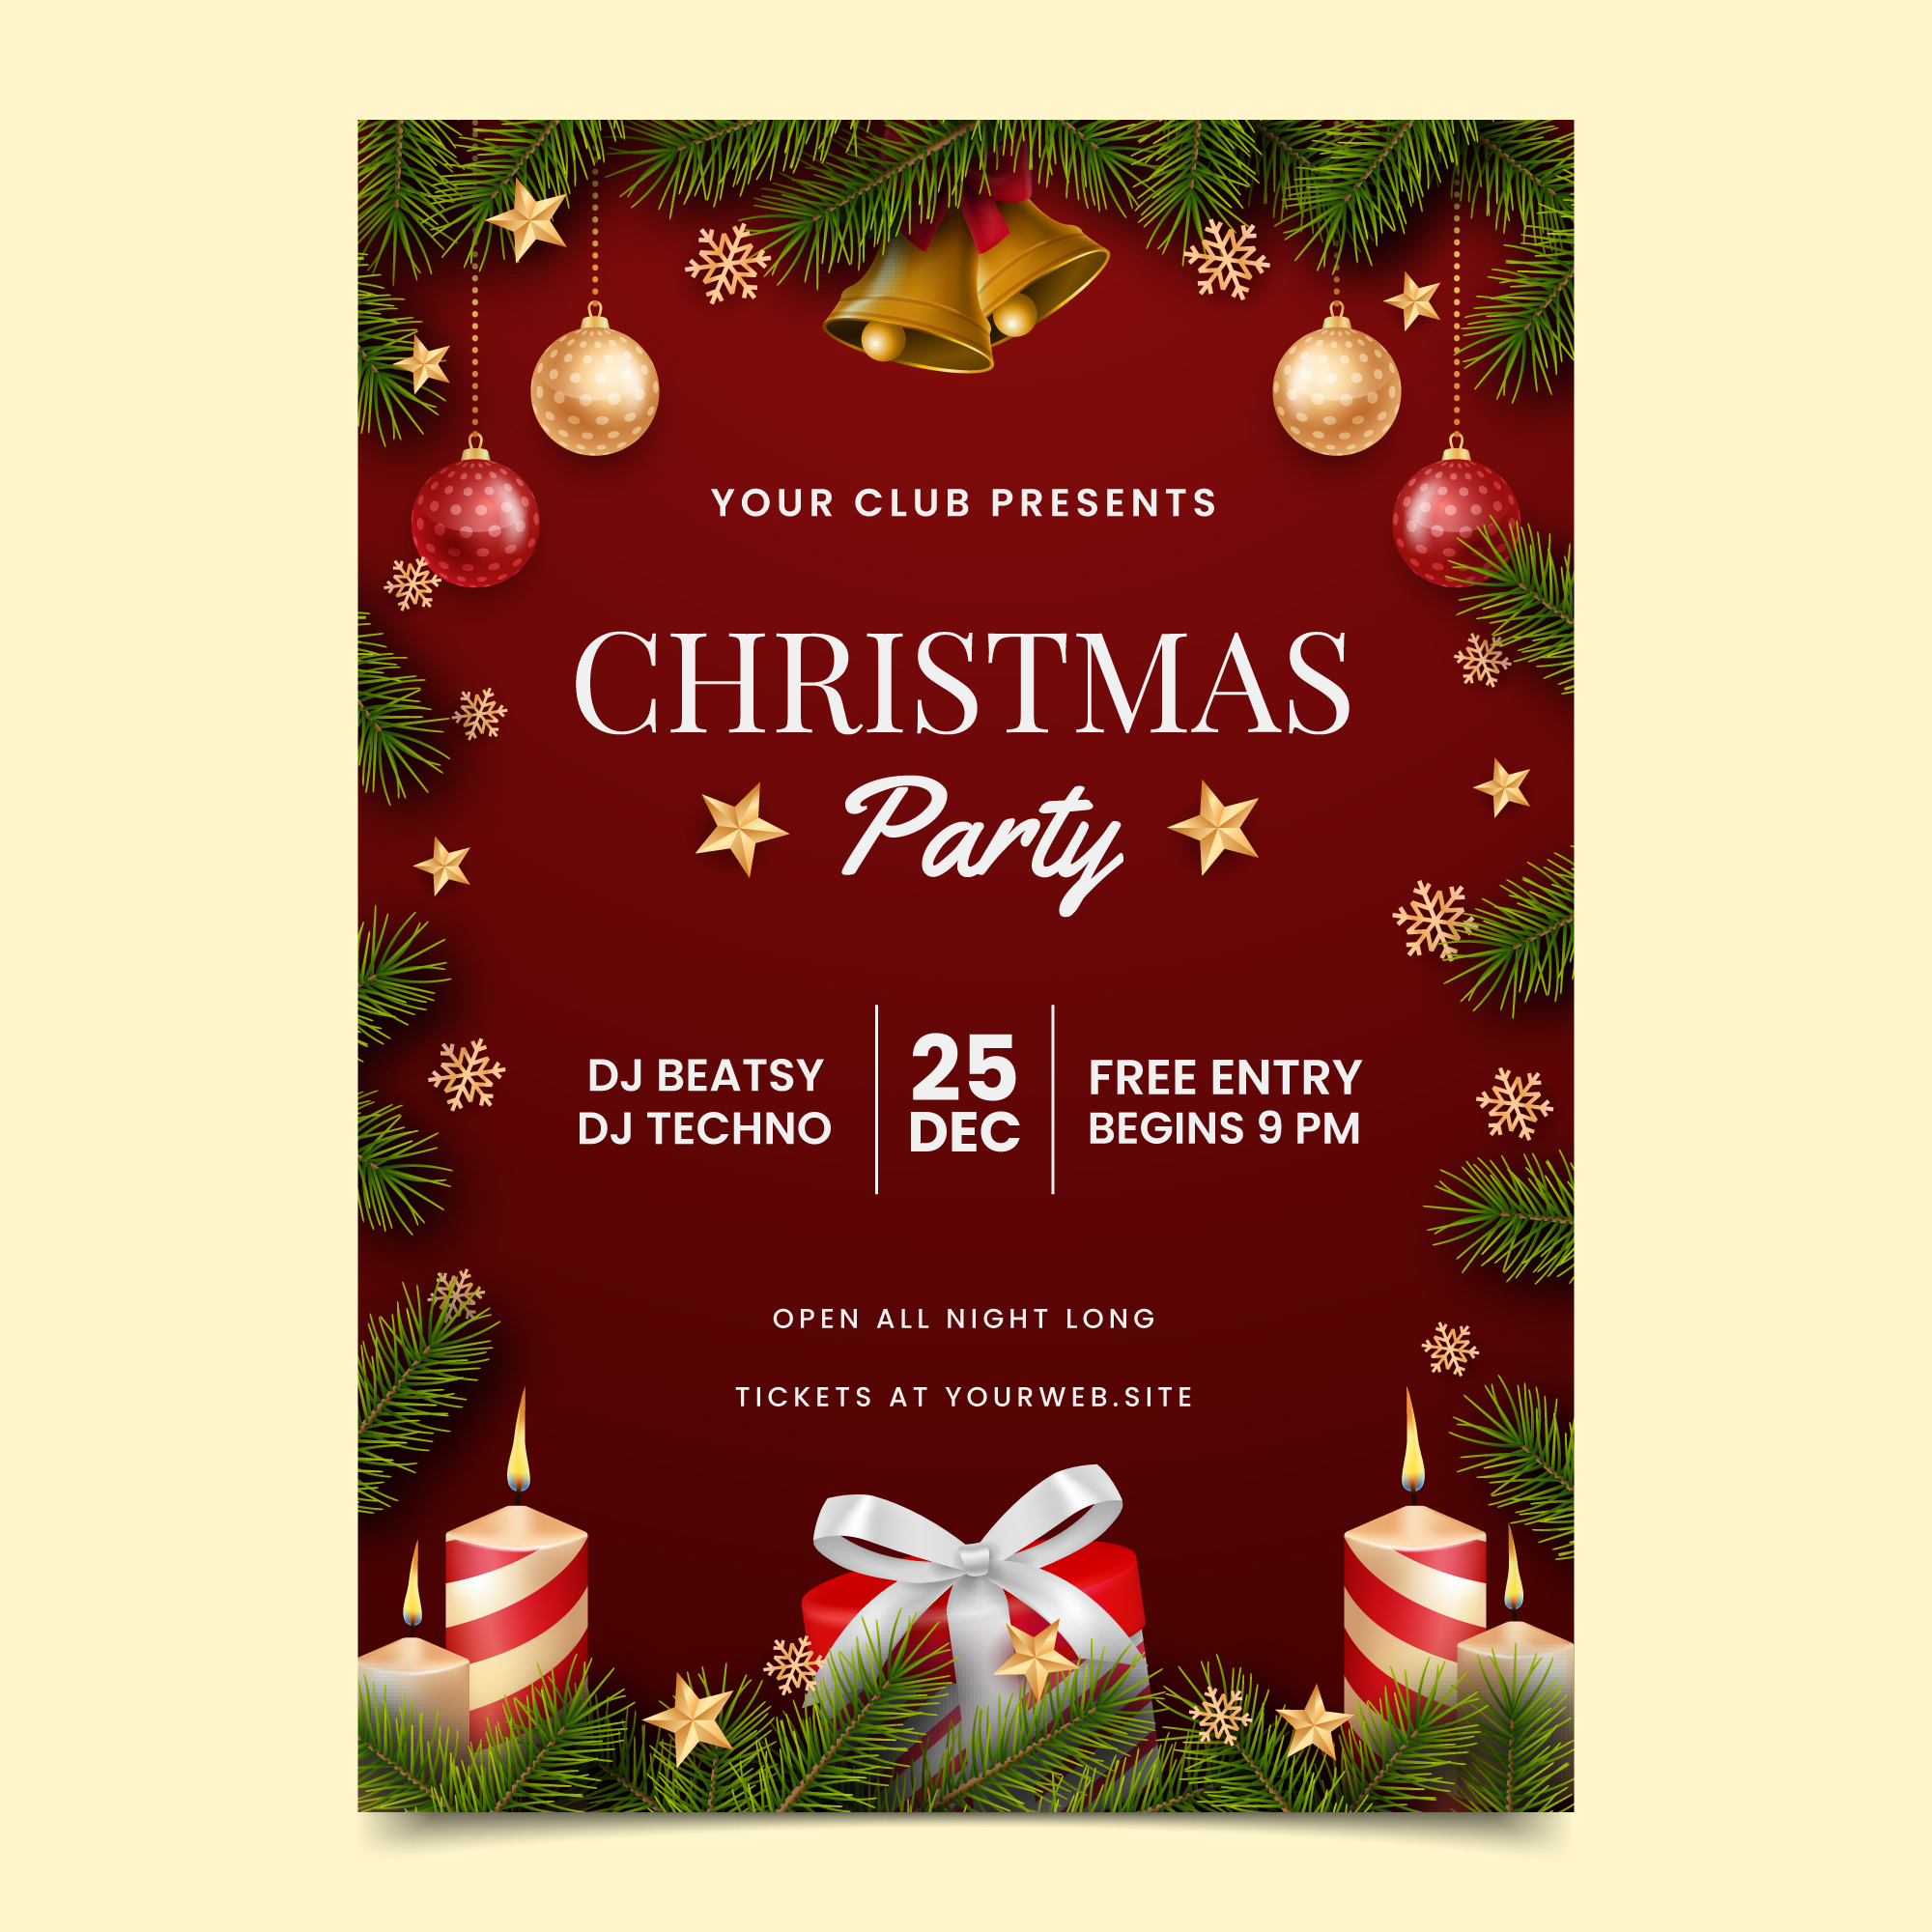 YOUR CLUB PRESENTS
CHRISTMAS
Party
DJ BEATSY
DJ TECHNO
25
DEC
FREE ENTRY
BEGINS 9 PM
OPEN ALL NIGHT LONG
TICKETS AT YOURWEB.SITE